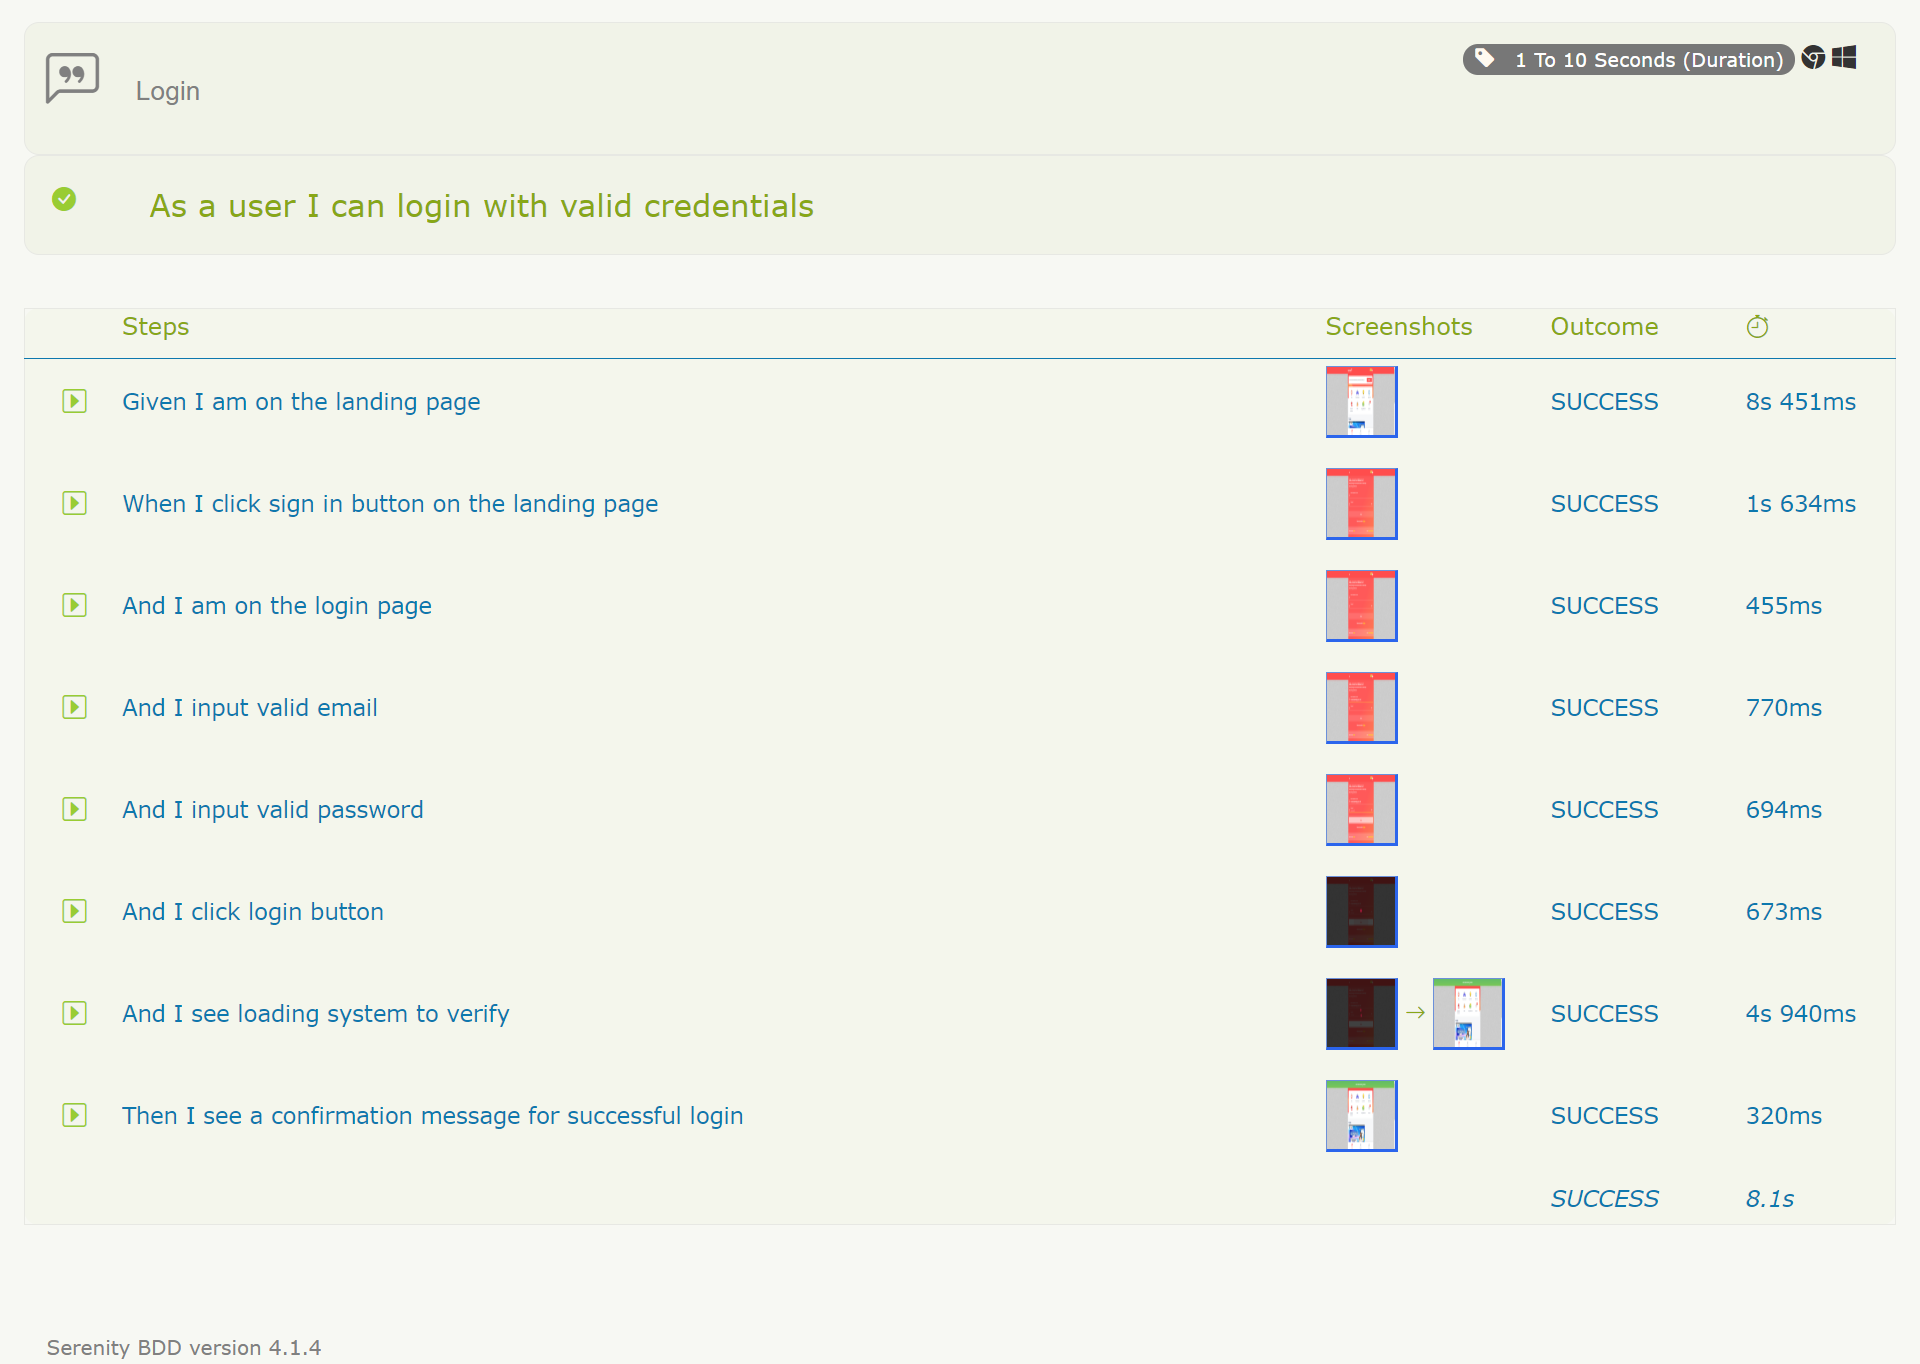 Login
1 To 10 Seconds (Duration)
As a user I can login with valid credentials
Steps Screenshots Outcome
Given I am on the landing page SUCCESS 8s 451ms
When I click sign in button on the landing page SUCCESS 1s 634ms
And I am on the login page SUCCESS 455ms
And I input valid email SUCCESS 770ms
And I input valid password SUCCESS 694ms
And I click login button SUCCESS 673ms
And I see loading system to verify SUCCESS 4s 940ms
Then I see a confirmation message for successful login SUCCESS 320ms
SUCCESS 8.1s
Serenity BDD version 4.1.4